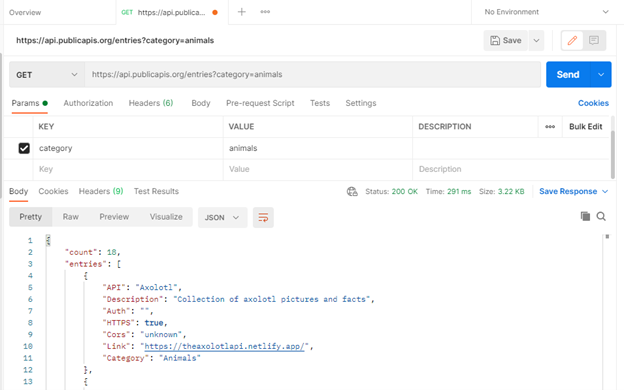 Overview GET https://api.publica... + ooo No Environment
https://api.publicapis.org/entries?category=animals Save
GET https://api.publicapis.org/entries?category=animals Send
Params Authorization Headers (6) Body Pre-request Script Tests Settings Cookies
KEY VALUE DESCRIPTION ooo Bulk Edit
category animals
Key Value Description
Body Cookies Headers (9) Test Results Status: 200 OK Time: 291 ms Size: 3.22 KB Save Response
Pretty Raw Preview Visualize JSON
1 {
2 "count": 18,
3 "entries": [
4 {
5 "API": "Axolotl",
6 "Description": "Collection of axolotl pictures and facts",
7 "Auth": "",
8 "HTTPS": true,
9 "Cors": "unknown",
10 "Link": "https://theaxolotlapi.netlify.app/",
11 "Category": "Animals"
12 },
13 {